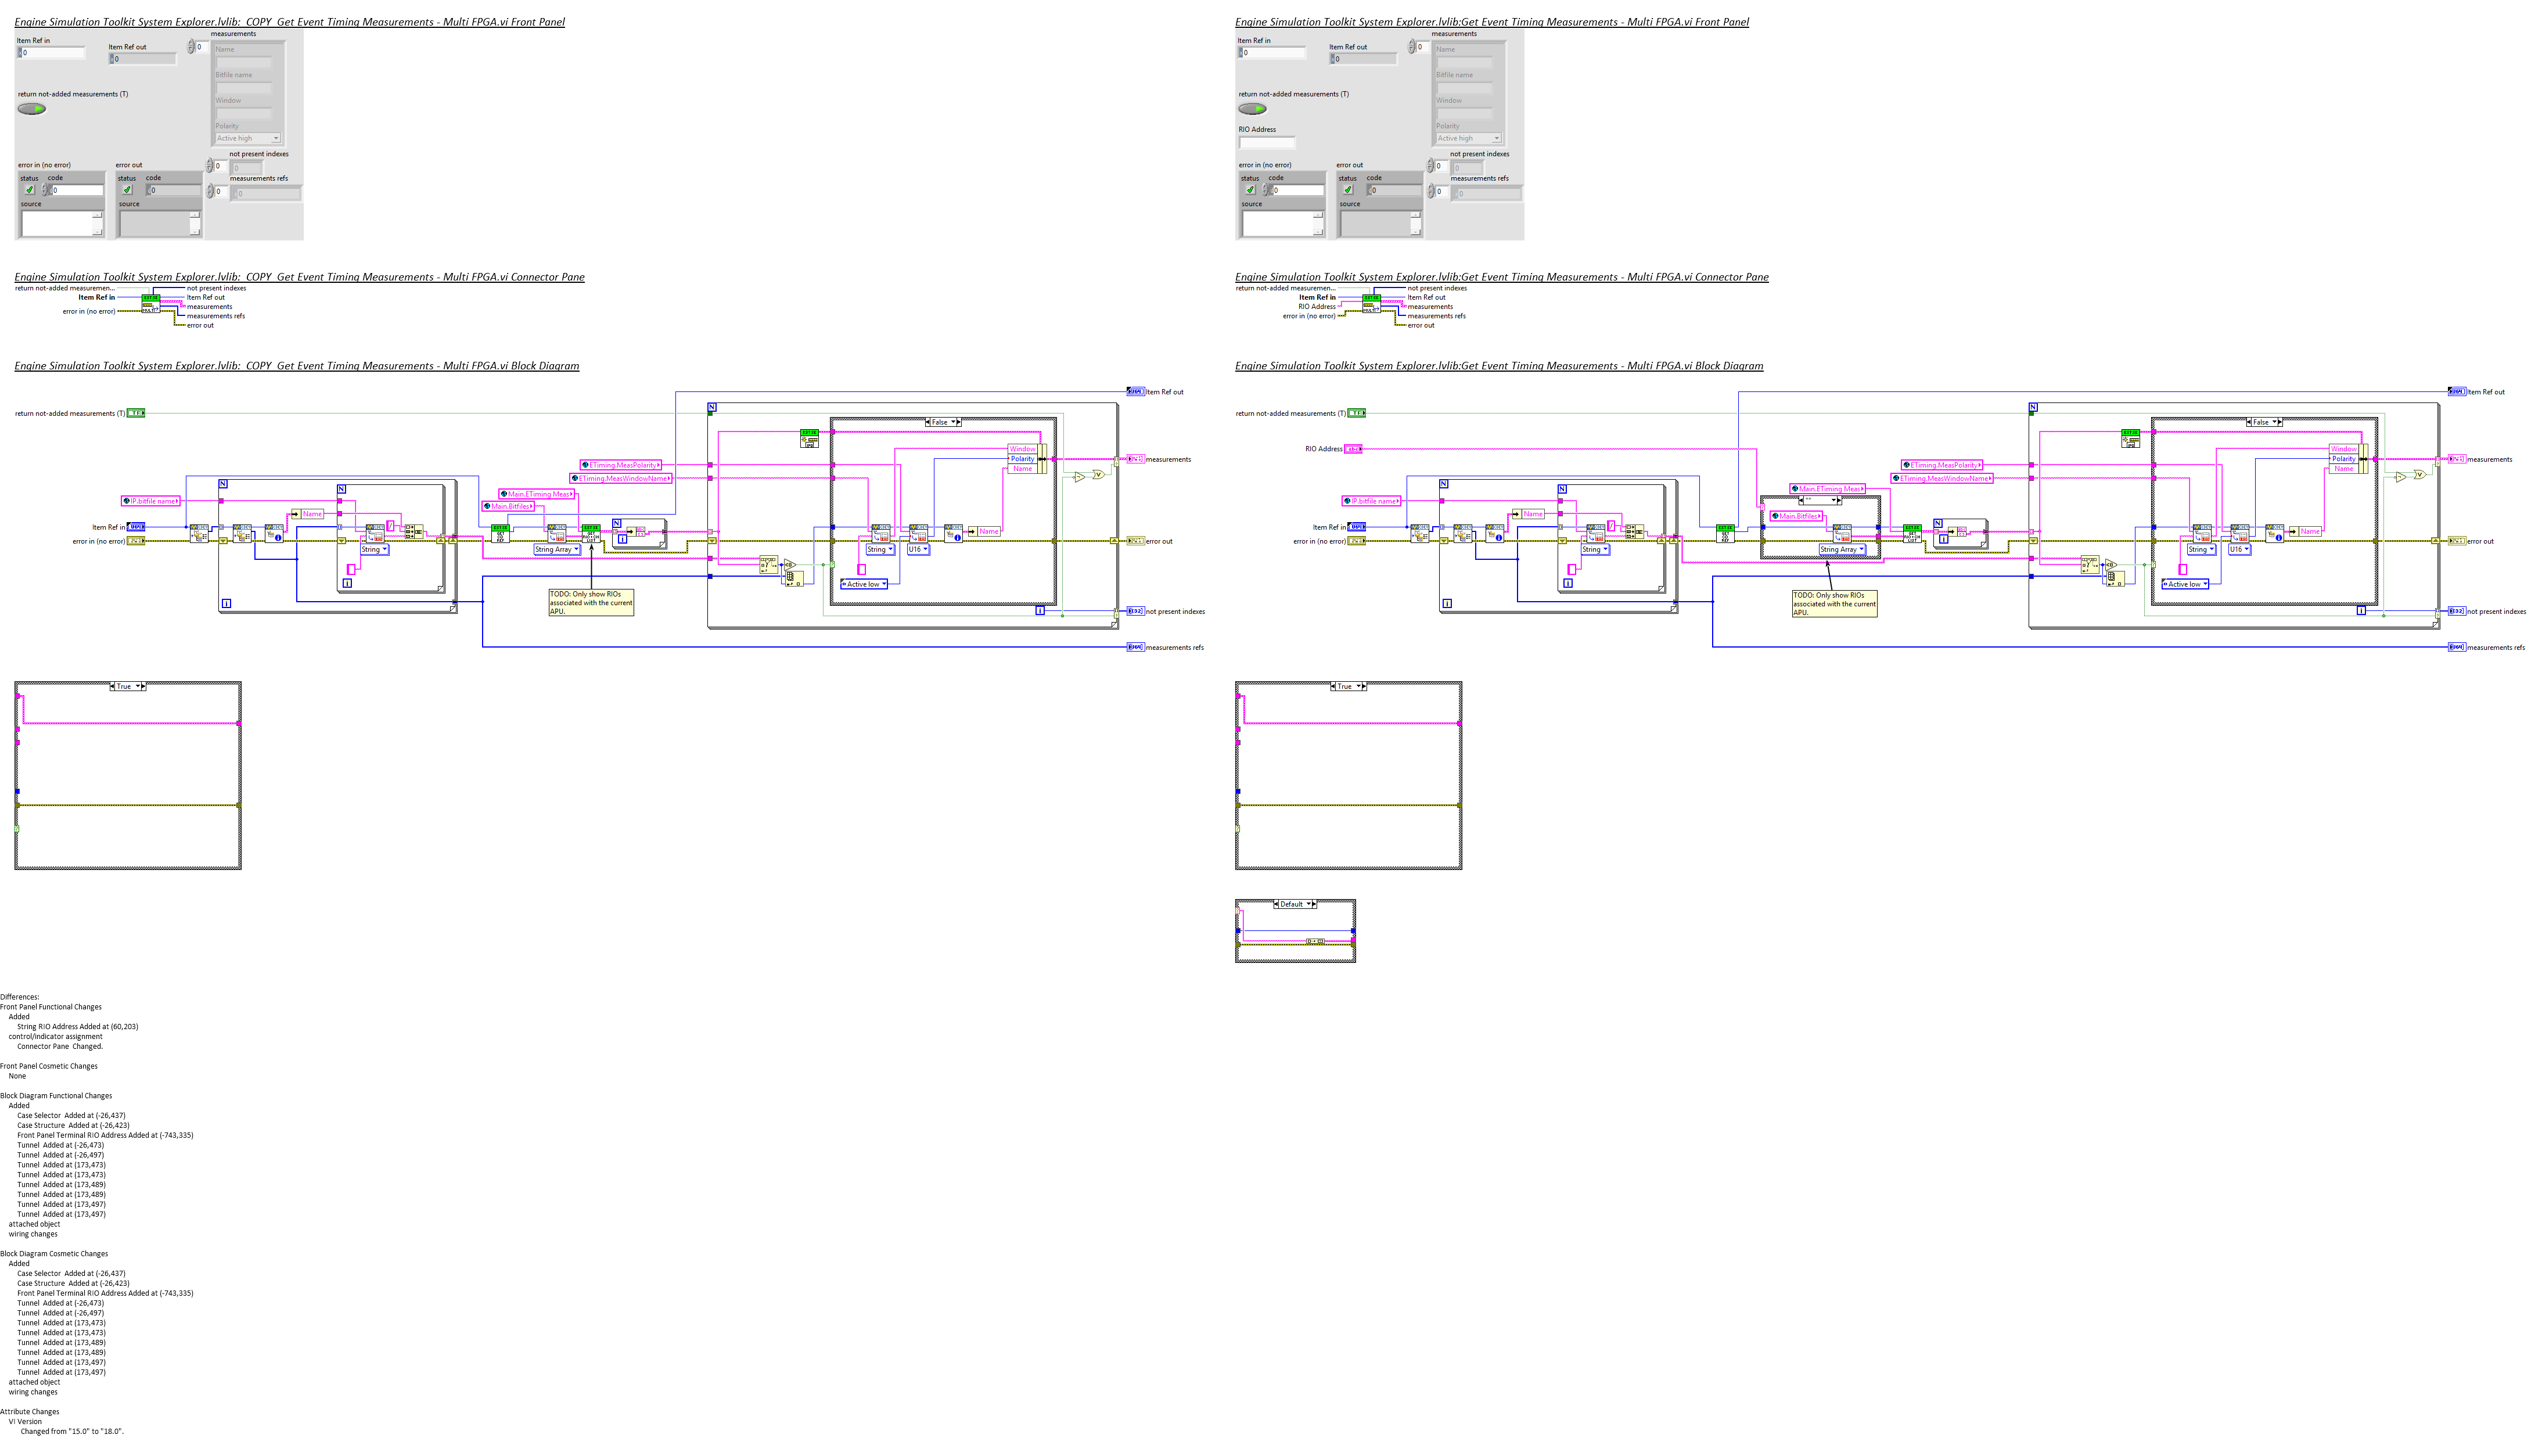 Engine Simulation Toolkit System Explorer.lvlib:_COPY_Get Event Timing Measurements - Multi FPGA.vi Front Panel
Item Ref in
0
Item Ref out
0
0
measurements
Name
Bitfile name
Window
Polarity
Active high
return not-added measurements (T)
not present indexes
0
0
measurements refs
0
0
error in (no error)
status
code
0
source
error out
status
code
0
source
Engine Simulation Toolkit System Explorer.lvlib:_COPY_Get Event Timing Measurements - Multi FPGA.vi Connector Pane
return not-added measuremen...
Item Ref in
error in (no error)
not present indexes
Item Ref out
measurements
measurements refs
error out
Engine Simulation Toolkit System Explorer.lvlib:_COPY_Get Event Timing Measurements - Multi FPGA.vi Block Diagram
return not-added measurements (T)
Item Ref out
False
Window
Polarity
Name
measurements
ETiming.MeasPolarity
ETiming.MeasWindowName
Main.ETiming Meas
Main.Bitfiles
IP.bitfile name
Name
Item Ref in
error in (no error)
String
String Array
String
U16
Name
error out
Active low
TODO: Only show RIOs
associated with the current
APU.
not present indexes
measurements refs
True
Engine Simulation Toolkit System Explorer.lvlib:Get Event Timing Measurements - Multi FPGA.vi Front Panel
Item Ref in
0
Item Ref out
0
0
measurements
Name
Bitfile name
Window
Polarity
Active high
return not-added measurements (T)
RIO Address
not present indexes
0
0
measurements refs
0
0
error in (no error)
status
code
0
source
error out
status
code
0
source
Engine Simulation Toolkit System Explorer.lvlib:Get Event Timing Measurements - Multi FPGA.vi Connector Pane
return not-added measuremen...
Item Ref in
RIO Address
error in (no error)
not present indexes
Item Ref out
measurements
measurements refs
error out
Engine Simulation Toolkit System Explorer.lvlib:Get Event Timing Measurements - Multi FPGA.vi Block Diagram
return not-added measurements (T)
Item Ref out
RIO Address
False
Window
Polarity
Name
measurements
ETiming.MeasPolarity
ETiming.MeasWindowName
Main.ETiming Meas
""
Main.Bitfiles
IP.bitfile name
Name
Item Ref in
error in (no error)
String
String Array
String
U16
Name
error out
Active low
TODO: Only show RIOs
associated with the current
APU.
not present indexes
measurements refs
True
Default
Differences:
Front Panel Functional Changes
Added
String RIO Address Added at (60,203)
control/indicator assignment
Connector Pane Changed.
Front Panel Cosmetic Changes
None
Block Diagram Functional Changes
Added
Case Selector Added at (-26,437)
Case Structure Added at (-26,423)
Front Panel Terminal RIO Address Added at (-743,335)
Tunnel Added at (-26,473)
Tunnel Added at (-26,497)
Tunnel Added at (173,473)
Tunnel Added at (173,473)
Tunnel Added at (173,489)
Tunnel Added at (173,489)
Tunnel Added at (173,497)
Tunnel Added at (173,497)
attached object
wiring changes
Block Diagram Cosmetic Changes
Added
Case Selector Added at (-26,437)
Case Structure Added at (-26,423)
Front Panel Terminal RIO Address Added at (-743,335)
Tunnel Added at (-26,473)
Tunnel Added at (-26,497)
Tunnel Added at (173,473)
Tunnel Added at (173,473)
Tunnel Added at (173,489)
Tunnel Added at (173,489)
Tunnel Added at (173,497)
Tunnel Added at (173,497)
attached object
wiring changes
Attribute Changes
VI Version
Changed from "15.0" to "18.0".